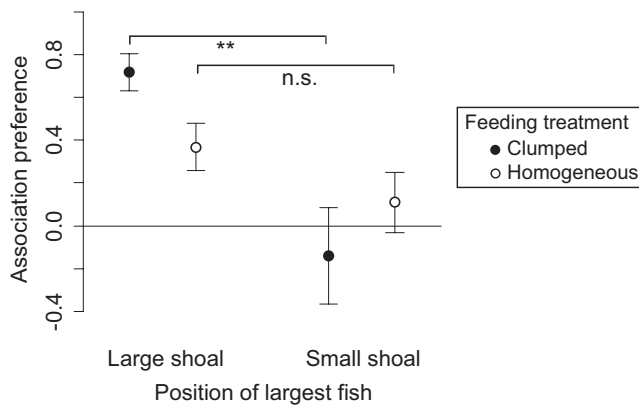 **
n.s.
0.8
0.4
0.0
-0.4
Association preference
Feeding treatment
Clumped
Homogeneous
Large shoal
Small shoal
Position of largest fish